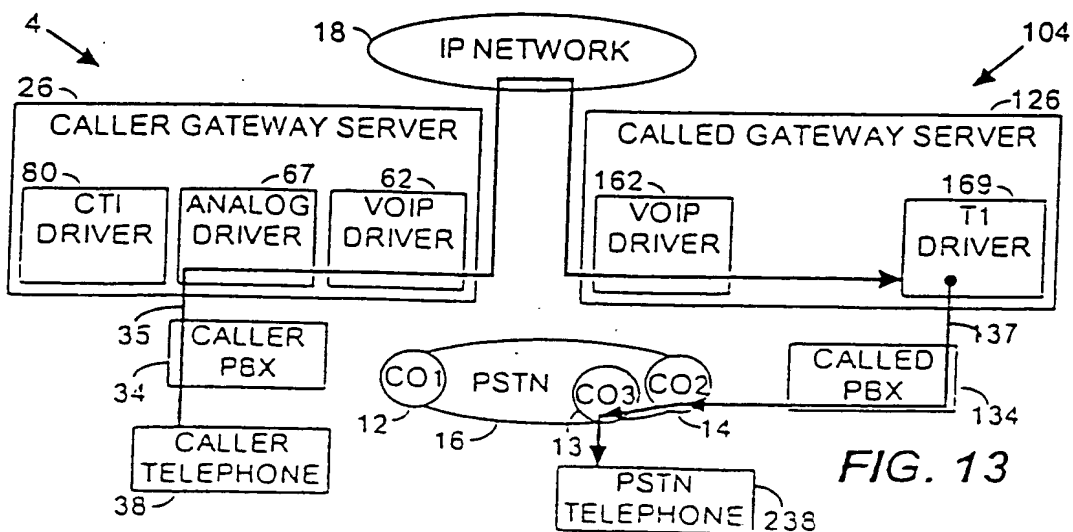 4
18
IP NETWORK
104
26
CALLER GATEWAY SERVER
126
CALLED GATEWAY SERVER
80
CTI
DRIVER
67
ANALOG
DRIVER
62
VOIP
DRIVER
162
VOIP
DRIVER
169
T1
DRIVER
35
CALLER
PBX
34
137
CALLED
PBX
134
CO1
PSTN
CO3
CO2
12
16
13
14
CALLER
TELEPHONE
38
PSTN
TELEPHONE
238
FIG. 13